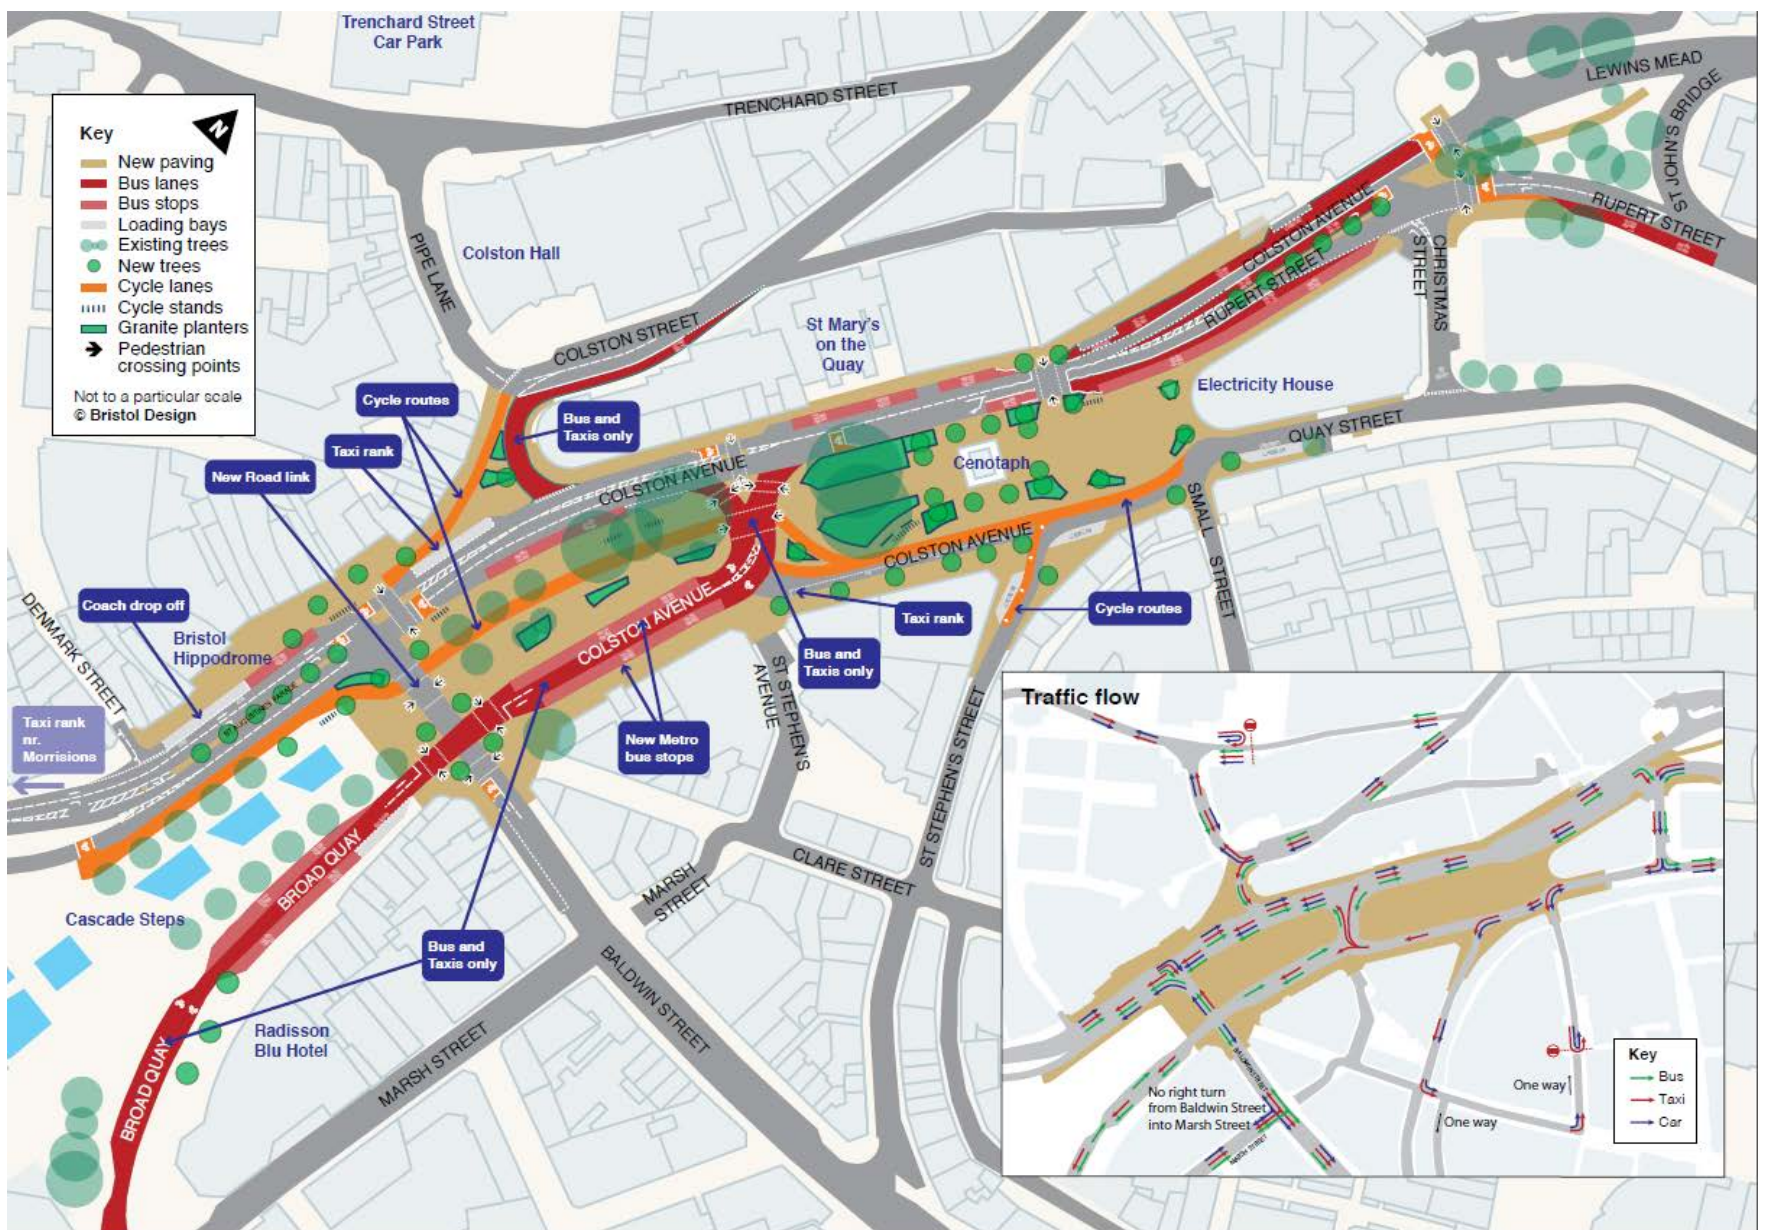 Trenchard Street
Car Park
Key
N
New paving
Bus lanes
Bus stops
Loading bays
Existing trees
New trees
Cycle lanes
Cycle stands
Granite planters
Pedestrian
crossing points
Not to a particular scale
© Bristol Design
TRENCHARD STREET
LEWINS MEAD
ST JOHN'S BRIDGE
RUPERT STREET
COLSTON AVENUE
RUPERT STREET
CHRISTMAS
STREET
PIPE LANE
Colston Hall
COLSTON STREET
St Mary's
on the
Quay
Electricity House
QUAY STREET
Cycle routes
Bus and
Taxis only
Taxi rank
New Road link
COLSTON AVENUE
Cenotaph
SMALL STREET
COLSTON AVENUE
Coach drop off
DENMARK STREET
Bristol
Hippodrome
COLSTON AVENUE
Taxi rank
Cycle routes
Bus and
Taxis only
ST STEPHEN'S
AVENUE
ST STEPHEN'S STREET
Taxi rank
nr.
Morrisions
New Metro
bus stops
BROAD QUAY
MARSH
STREET
CLARE STREET
Cascade Steps
Bus and
Taxis only
BALDWIN STREET
Radisson
Blu Hotel
MARSH STREET
BROAD QUAY
Traffic flow
BALDWIN STREET
No right turn
from Baldwin Street
into Marsh Street
MARSH STREET
One way
One way
Key
Bus
Taxi
Car